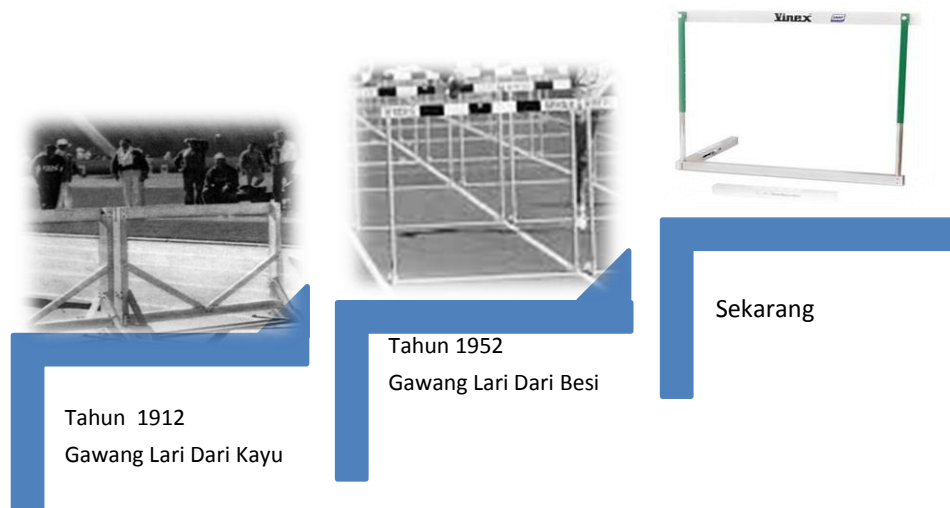 Vinex
Tahun 1912
Gawang Lari Dari Kayu
Tahun 1952
Gawang Lari Dari Besi
Sekarang